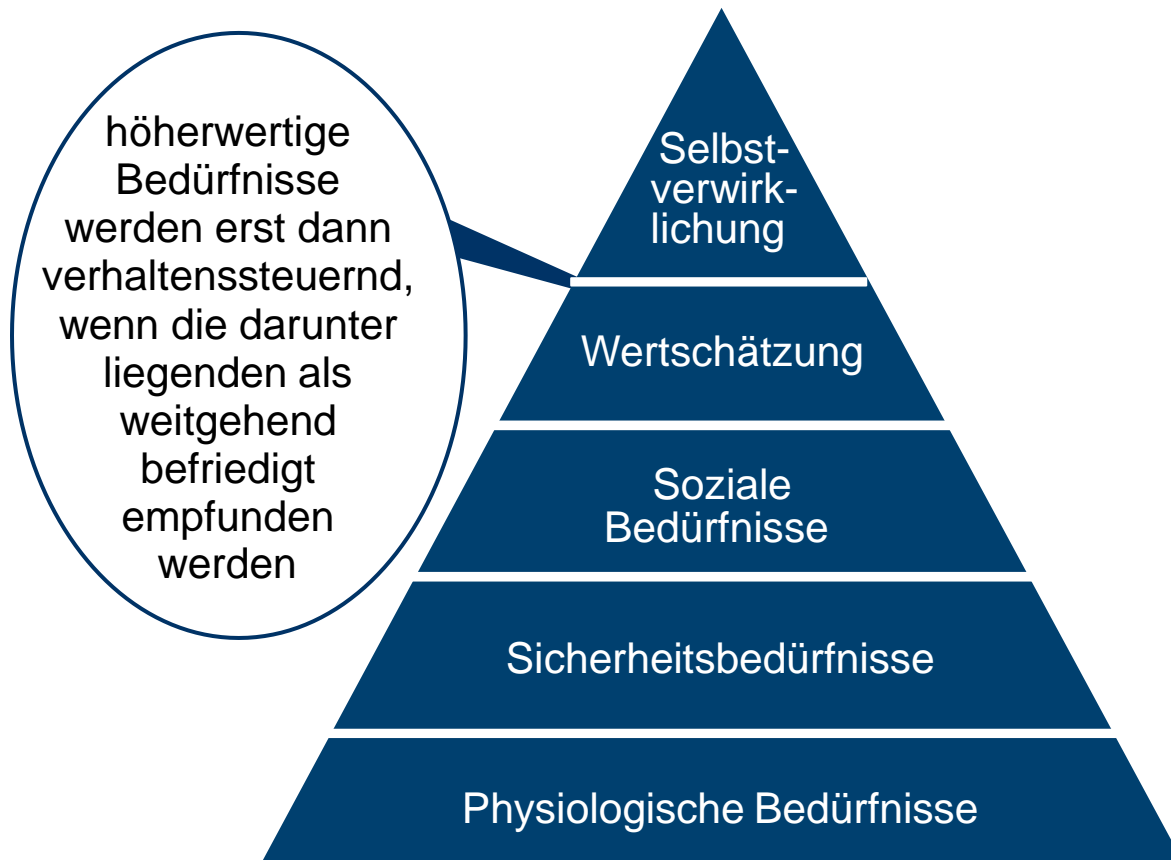 höherwertige
Bedürfnisse
werden erst dann
verhaltenssteuernd,
wenn die darunter
liegenden als
weitgehend
befriedigt
empfunden
werden
Selbst-
verwirk-
lichung
Wertschätzung
Soziale
Bedürfnisse
Sicherheitsbedürfnisse
Physiologische Bedürfnisse